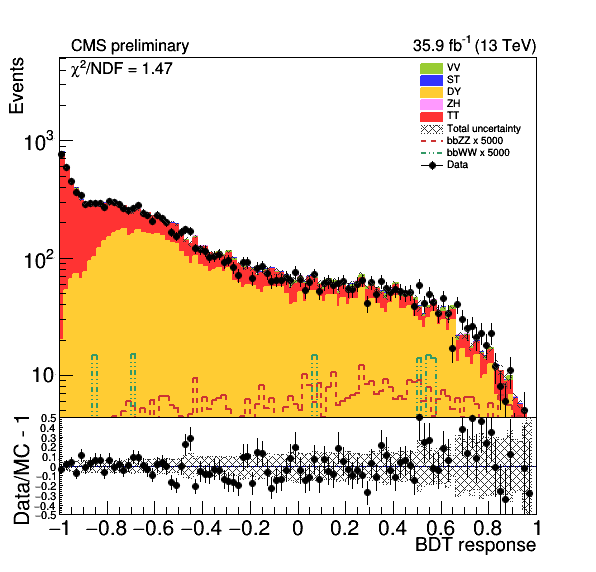 CMS preliminary
35.9 fb⁻¹ (13 TeV)
χ²/NDF = 1.47
Events
10³
10²
10
VV
ST
DY
ZH
TT
Total uncertainty
bbZZ x 5000
bbWW x 5000
Data
Data/MC - 1
0.5
0.4
0.3
0.2
0.1
0
−0.1
−0.2
−0.3
−0.4
−0.5
−1 −0.8 −0.6 −0.4 −0.2 0 0.2 0.4 0.6 0.8 1
BDT response